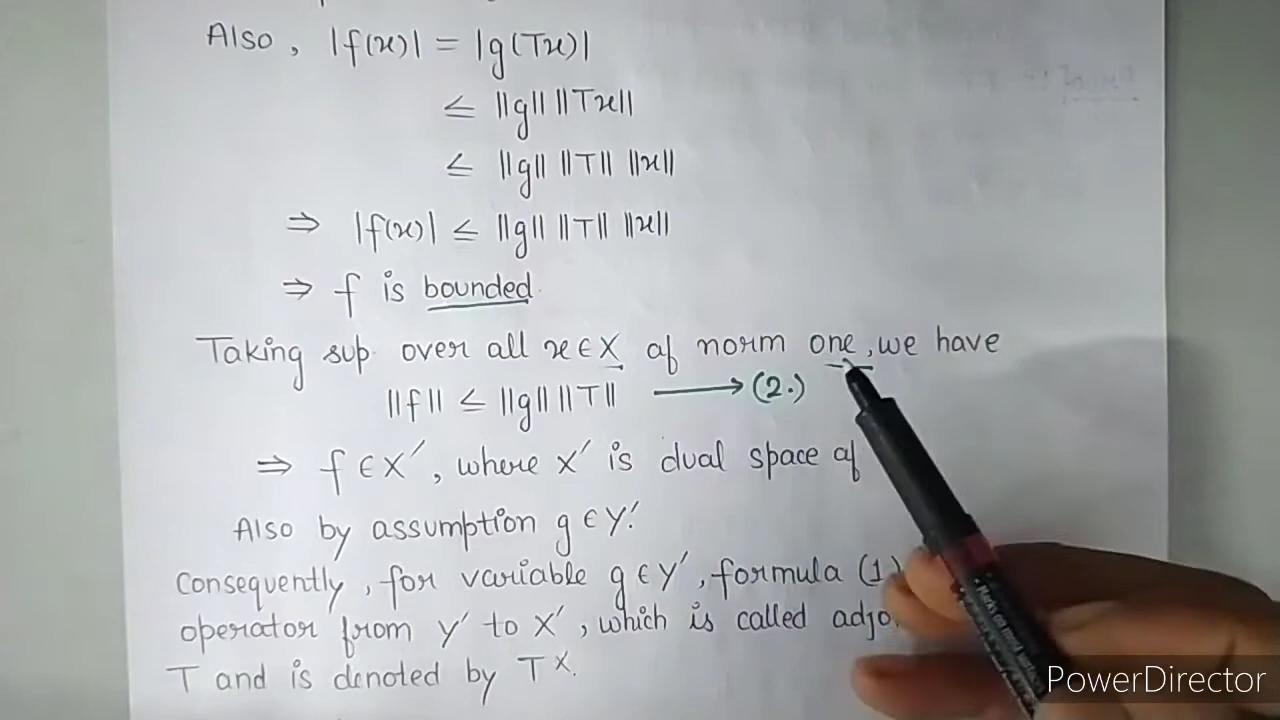 Also, |f(x)| = |g(Tx)|
≤ ||g|| ||Tx||
≤ ||g|| ||T|| ||x||
⇒ |f(x)| ≤ ||g|| ||T|| ||x||
⇒ f is bounded.
Taking sup. over all x ∈ X of norm one, we have
||f|| ≤ ||g|| ||T|| ⟶ (2.)
⇒ f ∈ X′, where X′ is dual space of
Also by assumption g ∈ Y′.
Consequently, for variable g ∈ Y′, formula (1)
operator from Y′ to X′, which is called adjo
T and is denoted by T^×.
PowerDirector